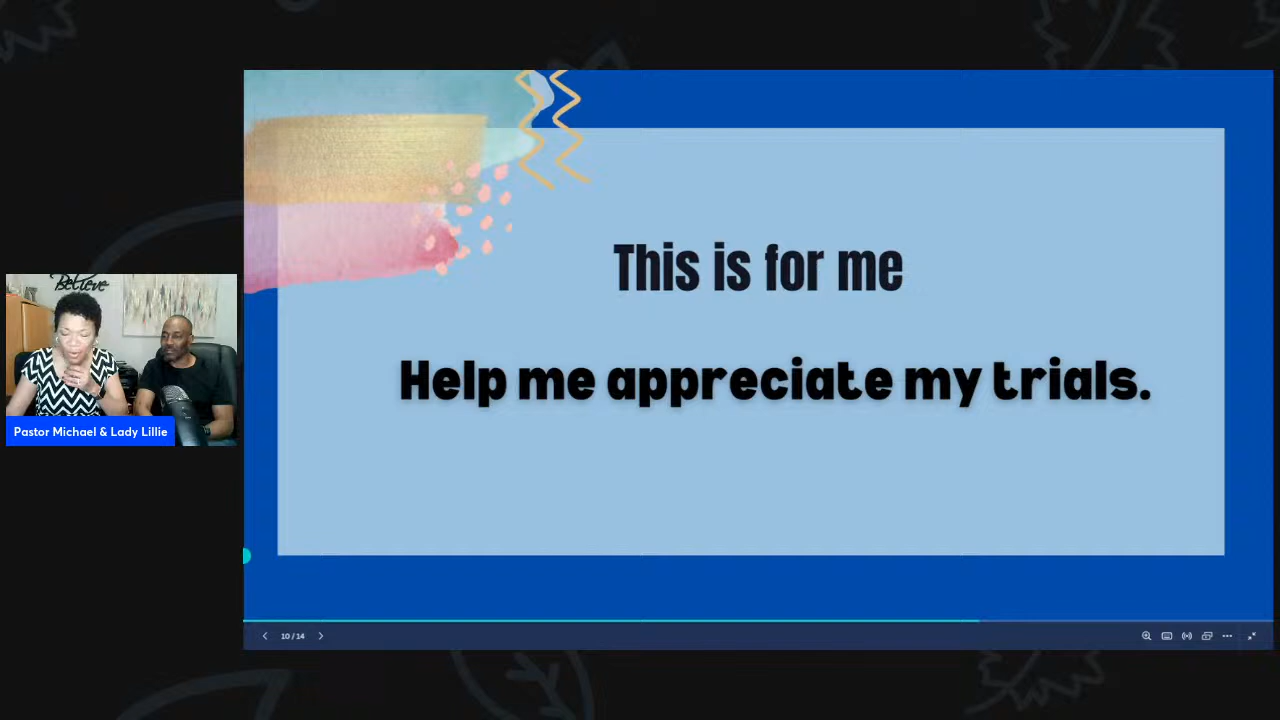 Believe
Pastor Michael & Lady Lillie
This is for me
Help me appreciate my trials.
10 / 14